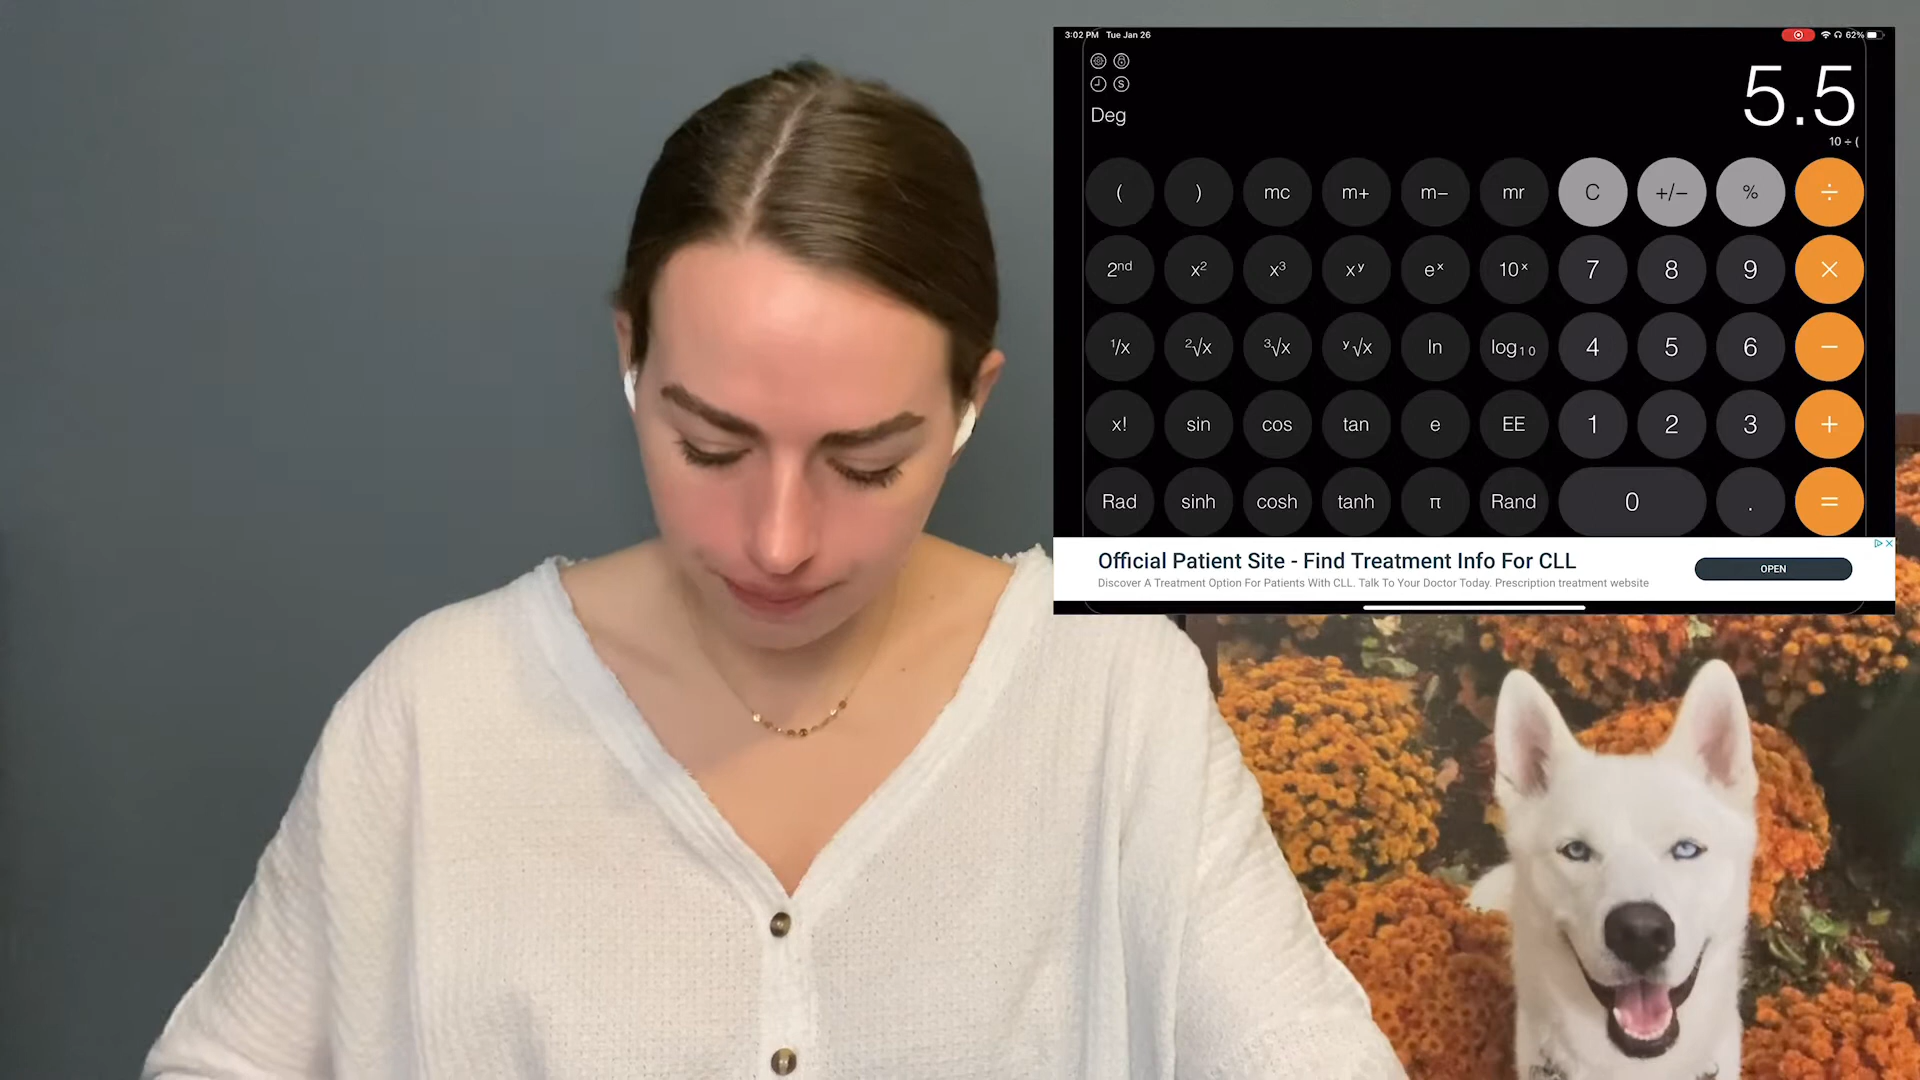 3:02 PM Tue Jan 26
62%
5.5
Deg
10 ÷ (
( ) mc m+ m− mr C +/− % ÷
2nd x² x³ xʸ eˣ 10ˣ 7 8 9 ×
1/x ²√x ³√x ʸ√x ln log₁₀ 4 5 6 −
x! sin cos tan e EE 1 2 3 +
Rad sinh cosh tanh π Rand 0 . =
Official Patient Site - Find Treatment Info For CLL
Discover A Treatment Option For Patients With CLL. Talk To Your Doctor Today. Prescription treatment website
OPEN